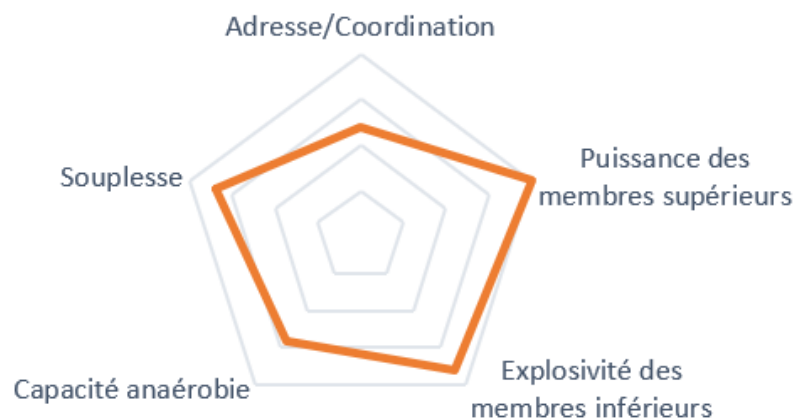 Adresse/Coordination
Puissance des
membres supérieurs
Souplesse
Explosivité des
membres inférieurs
Capacité anaérobie